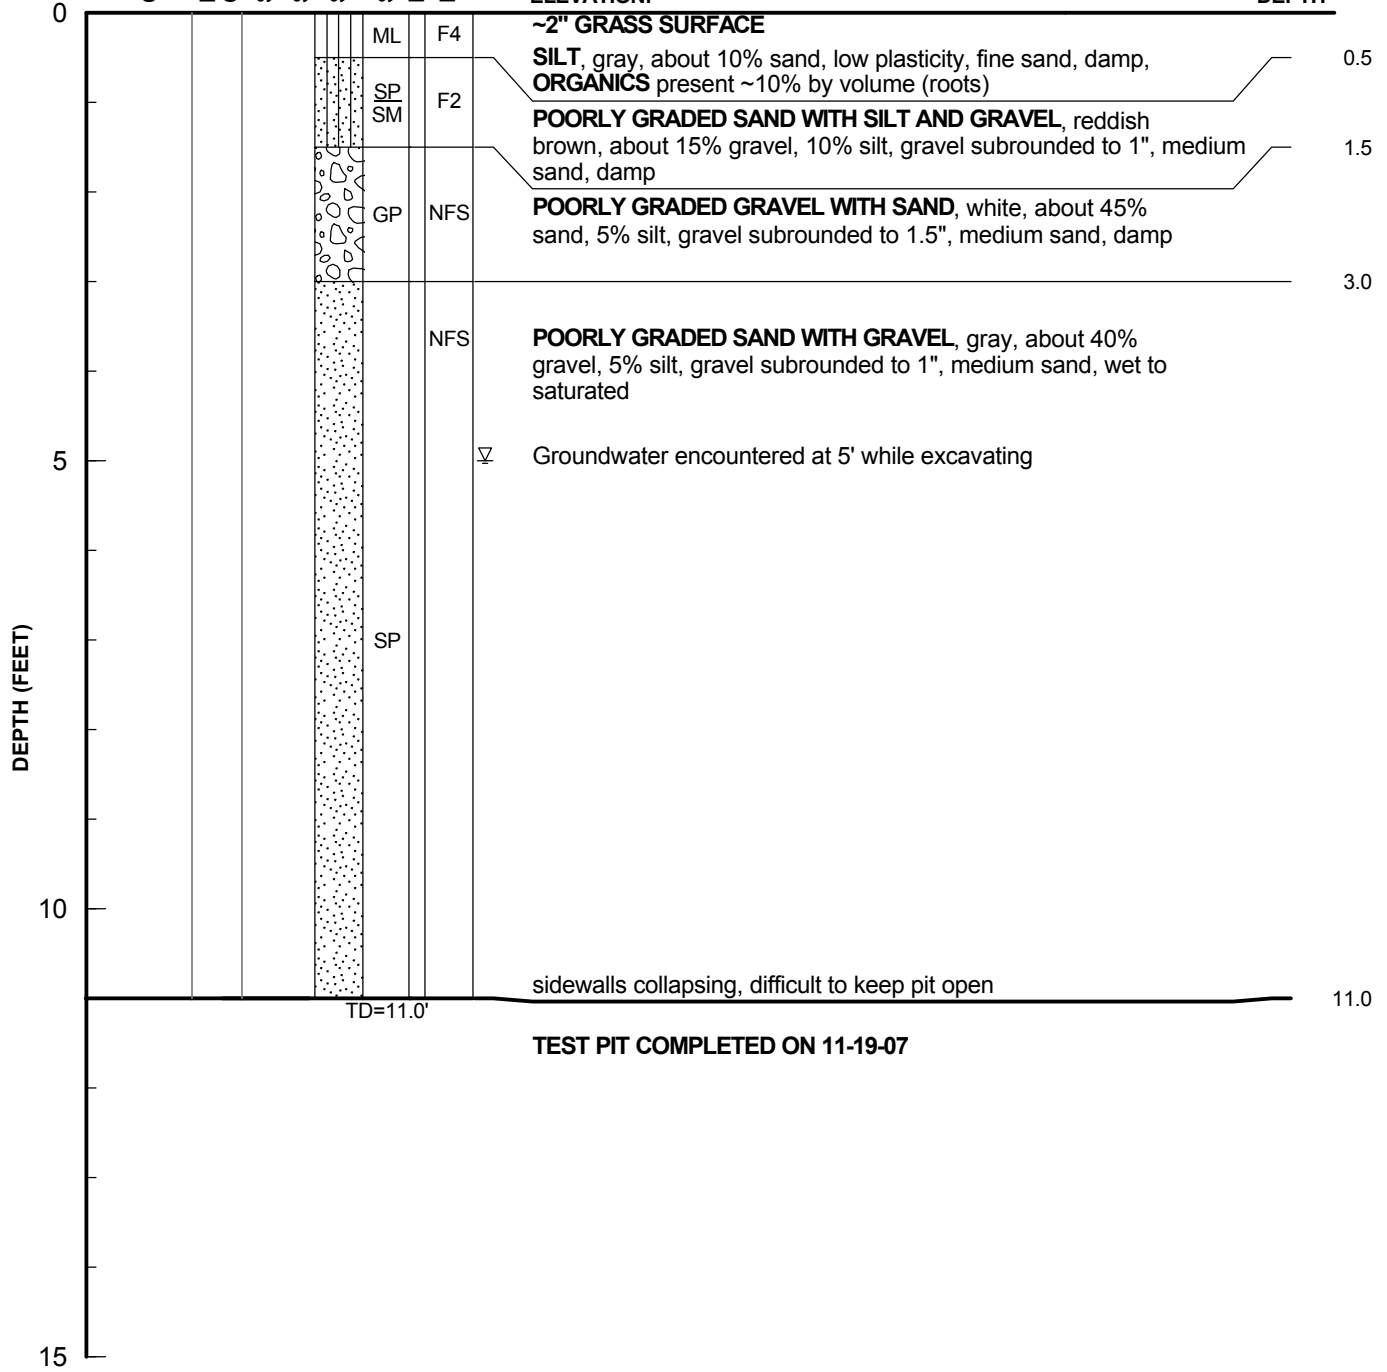 0
~2" GRASS SURFACE
ML F4
SILT, gray, about 10% sand, low plasticity, fine sand, damp,
0.5
ORGANICS present ~10% by volume (roots)
SP
SM
F2
POORLY GRADED SAND WITH SILT AND GRAVEL, reddish
brown, about 15% gravel, 10% silt, gravel subrounded to 1", medium
1.5
sand, damp
GP NFS
POORLY GRADED GRAVEL WITH SAND, white, about 45%
sand, 5% silt, gravel subrounded to 1.5", medium sand, damp
3.0
NFS
POORLY GRADED SAND WITH GRAVEL, gray, about 40%
gravel, 5% silt, gravel subrounded to 1", medium sand, wet to
saturated
5
Groundwater encountered at 5' while excavating
SP
DEPTH (FEET)
10
sidewalls collapsing, difficult to keep pit open
11.0
TD=11.0'
TEST PIT COMPLETED ON 11-19-07
15